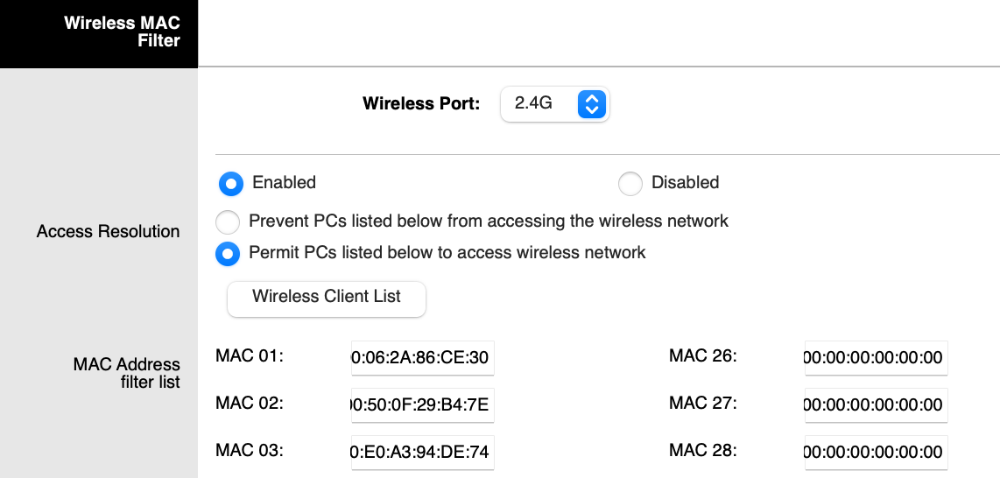 Wireless MAC
Filter
Wireless Port: 2.4G
Enabled Disabled
Access Resolution
Prevent PCs listed below from accessing the wireless network
Permit PCs listed below to access wireless network
Wireless Client List
MAC Address
filter list
MAC 01: 0:06:2A:86:CE:30 MAC 26: 00:00:00:00:00:00
MAC 02: 00:50:0F:29:B4:7E MAC 27: 00:00:00:00:00:00
MAC 03: 0:E0:A3:94:DE:74 MAC 28: 00:00:00:00:00:00